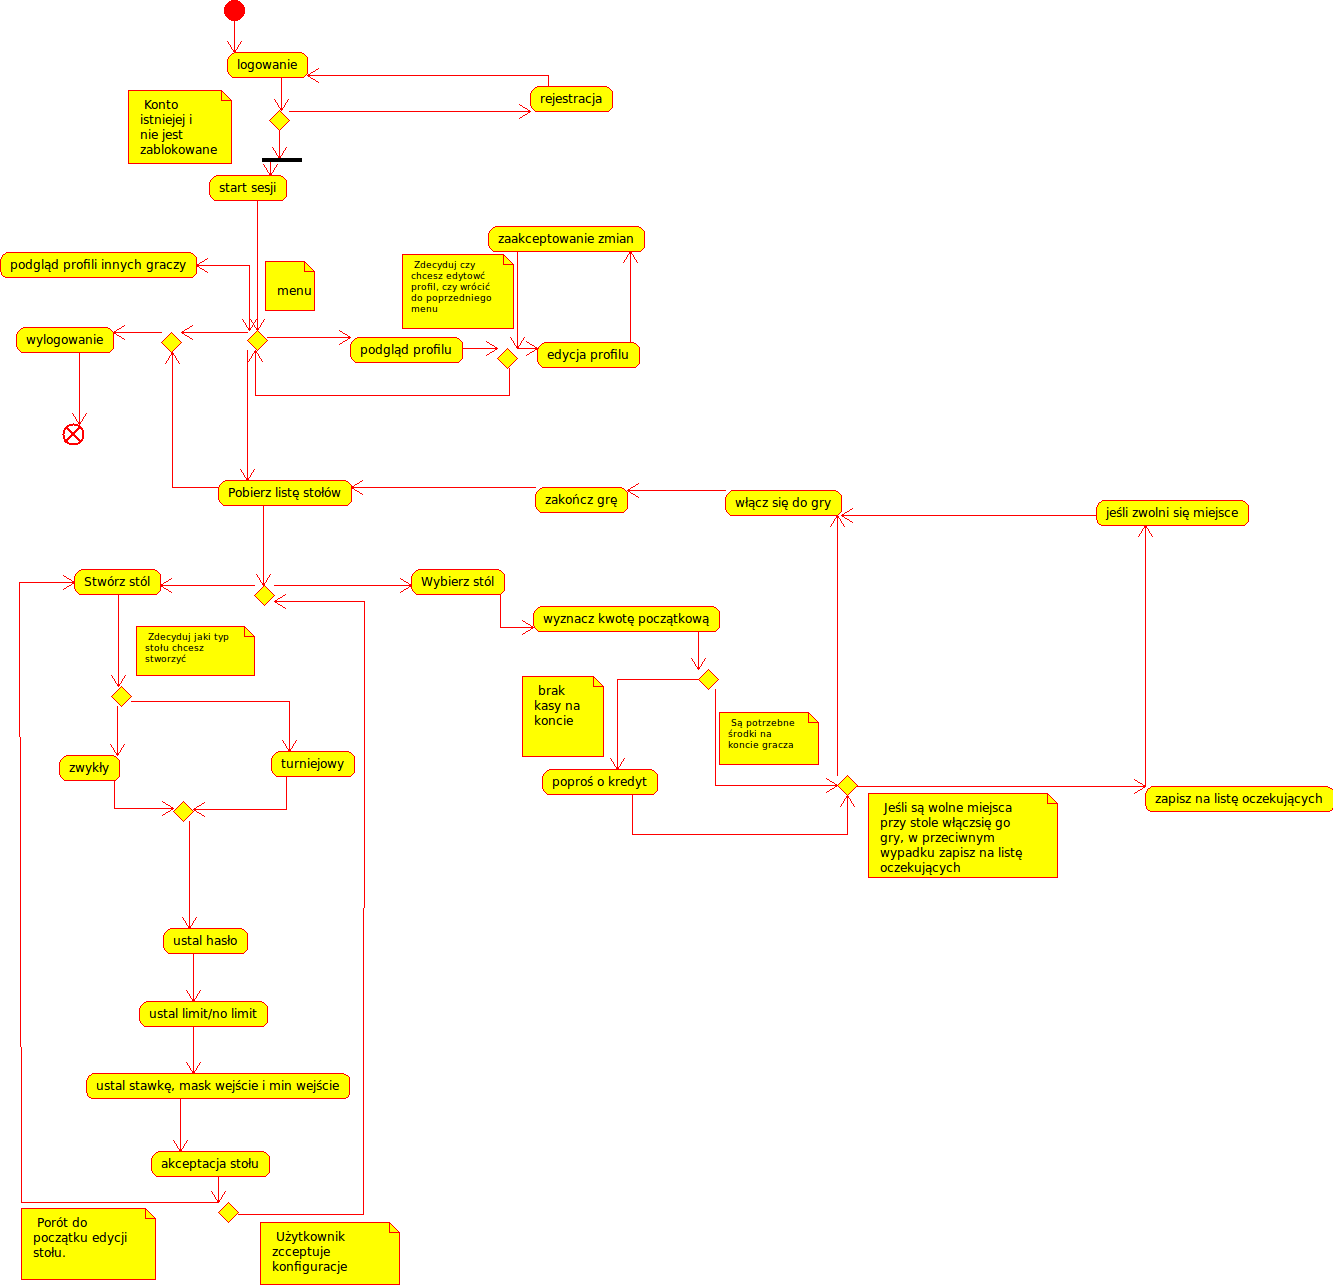 logowanie
rejestracja
Konto
istniejej i
nie jest
zablokowane
start sesji
zaakceptowanie zmian
podgląd profili innych graczy
menu
Zdecyduj czy
chcesz edytowć
profil, czy wrócić
do poprzedniego
menu
wylogowanie
podgląd profilu
edycja profilu
Pobierz listę stołów
zakończ grę
włącz się do gry
jeśli zwolni się miejsce
Stwórz stól
Wybierz stól
wyznacz kwotę początkową
Zdecyduj jaki typ
stołu chcesz
stworzyć
brak
kasy na
koncie
Są potrzebne
środki na
koncie gracza
zwykły
turniejowy
poproś o kredyt
zapisz na listę oczekujących
Jeśli są wolne miejsca
przy stole włączsię go
gry, w przeciwnym
wypadku zapisz na listę
oczekujących
ustal hasło
ustal limit/no limit
ustal stawkę, mask wejście i min wejście
akceptacja stołu
Porót do
początku edycji
stołu.
Użytkownik
zcceptuje
konfiguracje